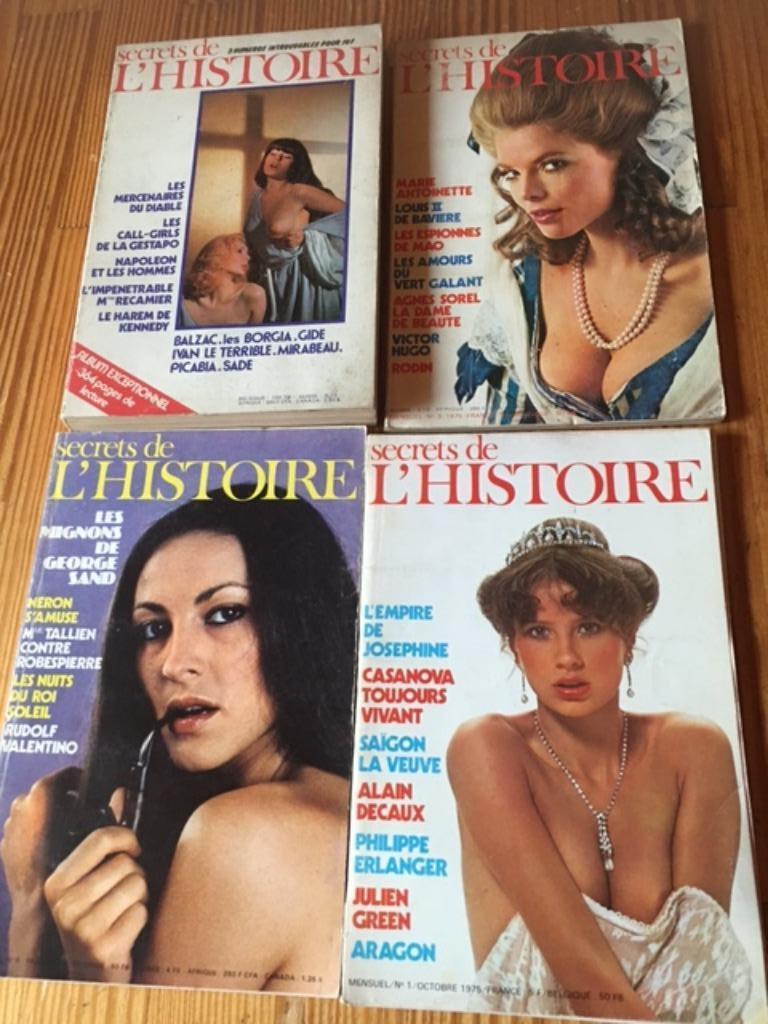 secrets de
3 NUMEROS INTROUVABLES POUR 10F
L'HISTOIRE
LES
MERCENAIRES
DU DIABLE
LES
CALL-GIRLS
DE LA GESTAPO
NAPOLEON
ET LES HOMMES
L'IMPENETRABLE
Mme RECAMIER
LE HAREM DE
KENNEDY
BALZAC.les BORGIA.GIDE
IVAN LE TERRIBLE.MIRABEAU.
PICABIA.SADE
ALBUM EXCEPTIONNEL
364 pages de
lecture
secrets de
L'HISTOIRE
MARIE
ANTOINETTE
LOUIS II
DE BAVIERE
LES ESPIONNES
DE MAO
LES AMOURS
DU
VERT GALANT
AGNES SOREL
LA DAME
DE BEAUTE
VICTOR
HUGO
RODIN
secrets de
L'HISTOIRE
LES
MIGNONS
DE
GEORGE
SAND
NERON
S'AMUSE
Mme TALLIEN
CONTRE
ROBESPIERRE
LES NUITS
DU ROI
SOLEIL
RUDOLF
VALENTINO
secrets de
L'HISTOIRE
L'EMPIRE
DE
JOSEPHINE
CASANOVA
TOUJOURS
VIVANT
SAÏGON
LA VEUVE
ALAIN
DECAUX
PHILIPPE
ERLANGER
JULIEN
GREEN
ARAGON
MENSUEL/N° 1/OCTOBRE 1975/FRANCE 6 F/BELGIQUE 50 FB